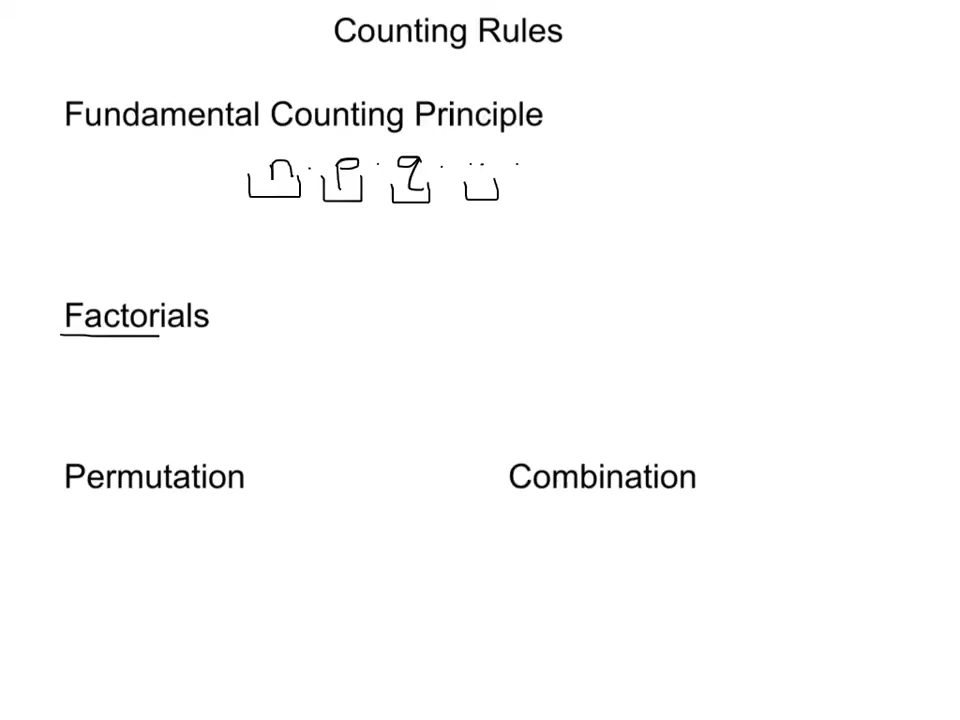 Counting Rules
Fundamental Counting Principle
n · p · q · ·· ·
Factorials
Permutation Combination